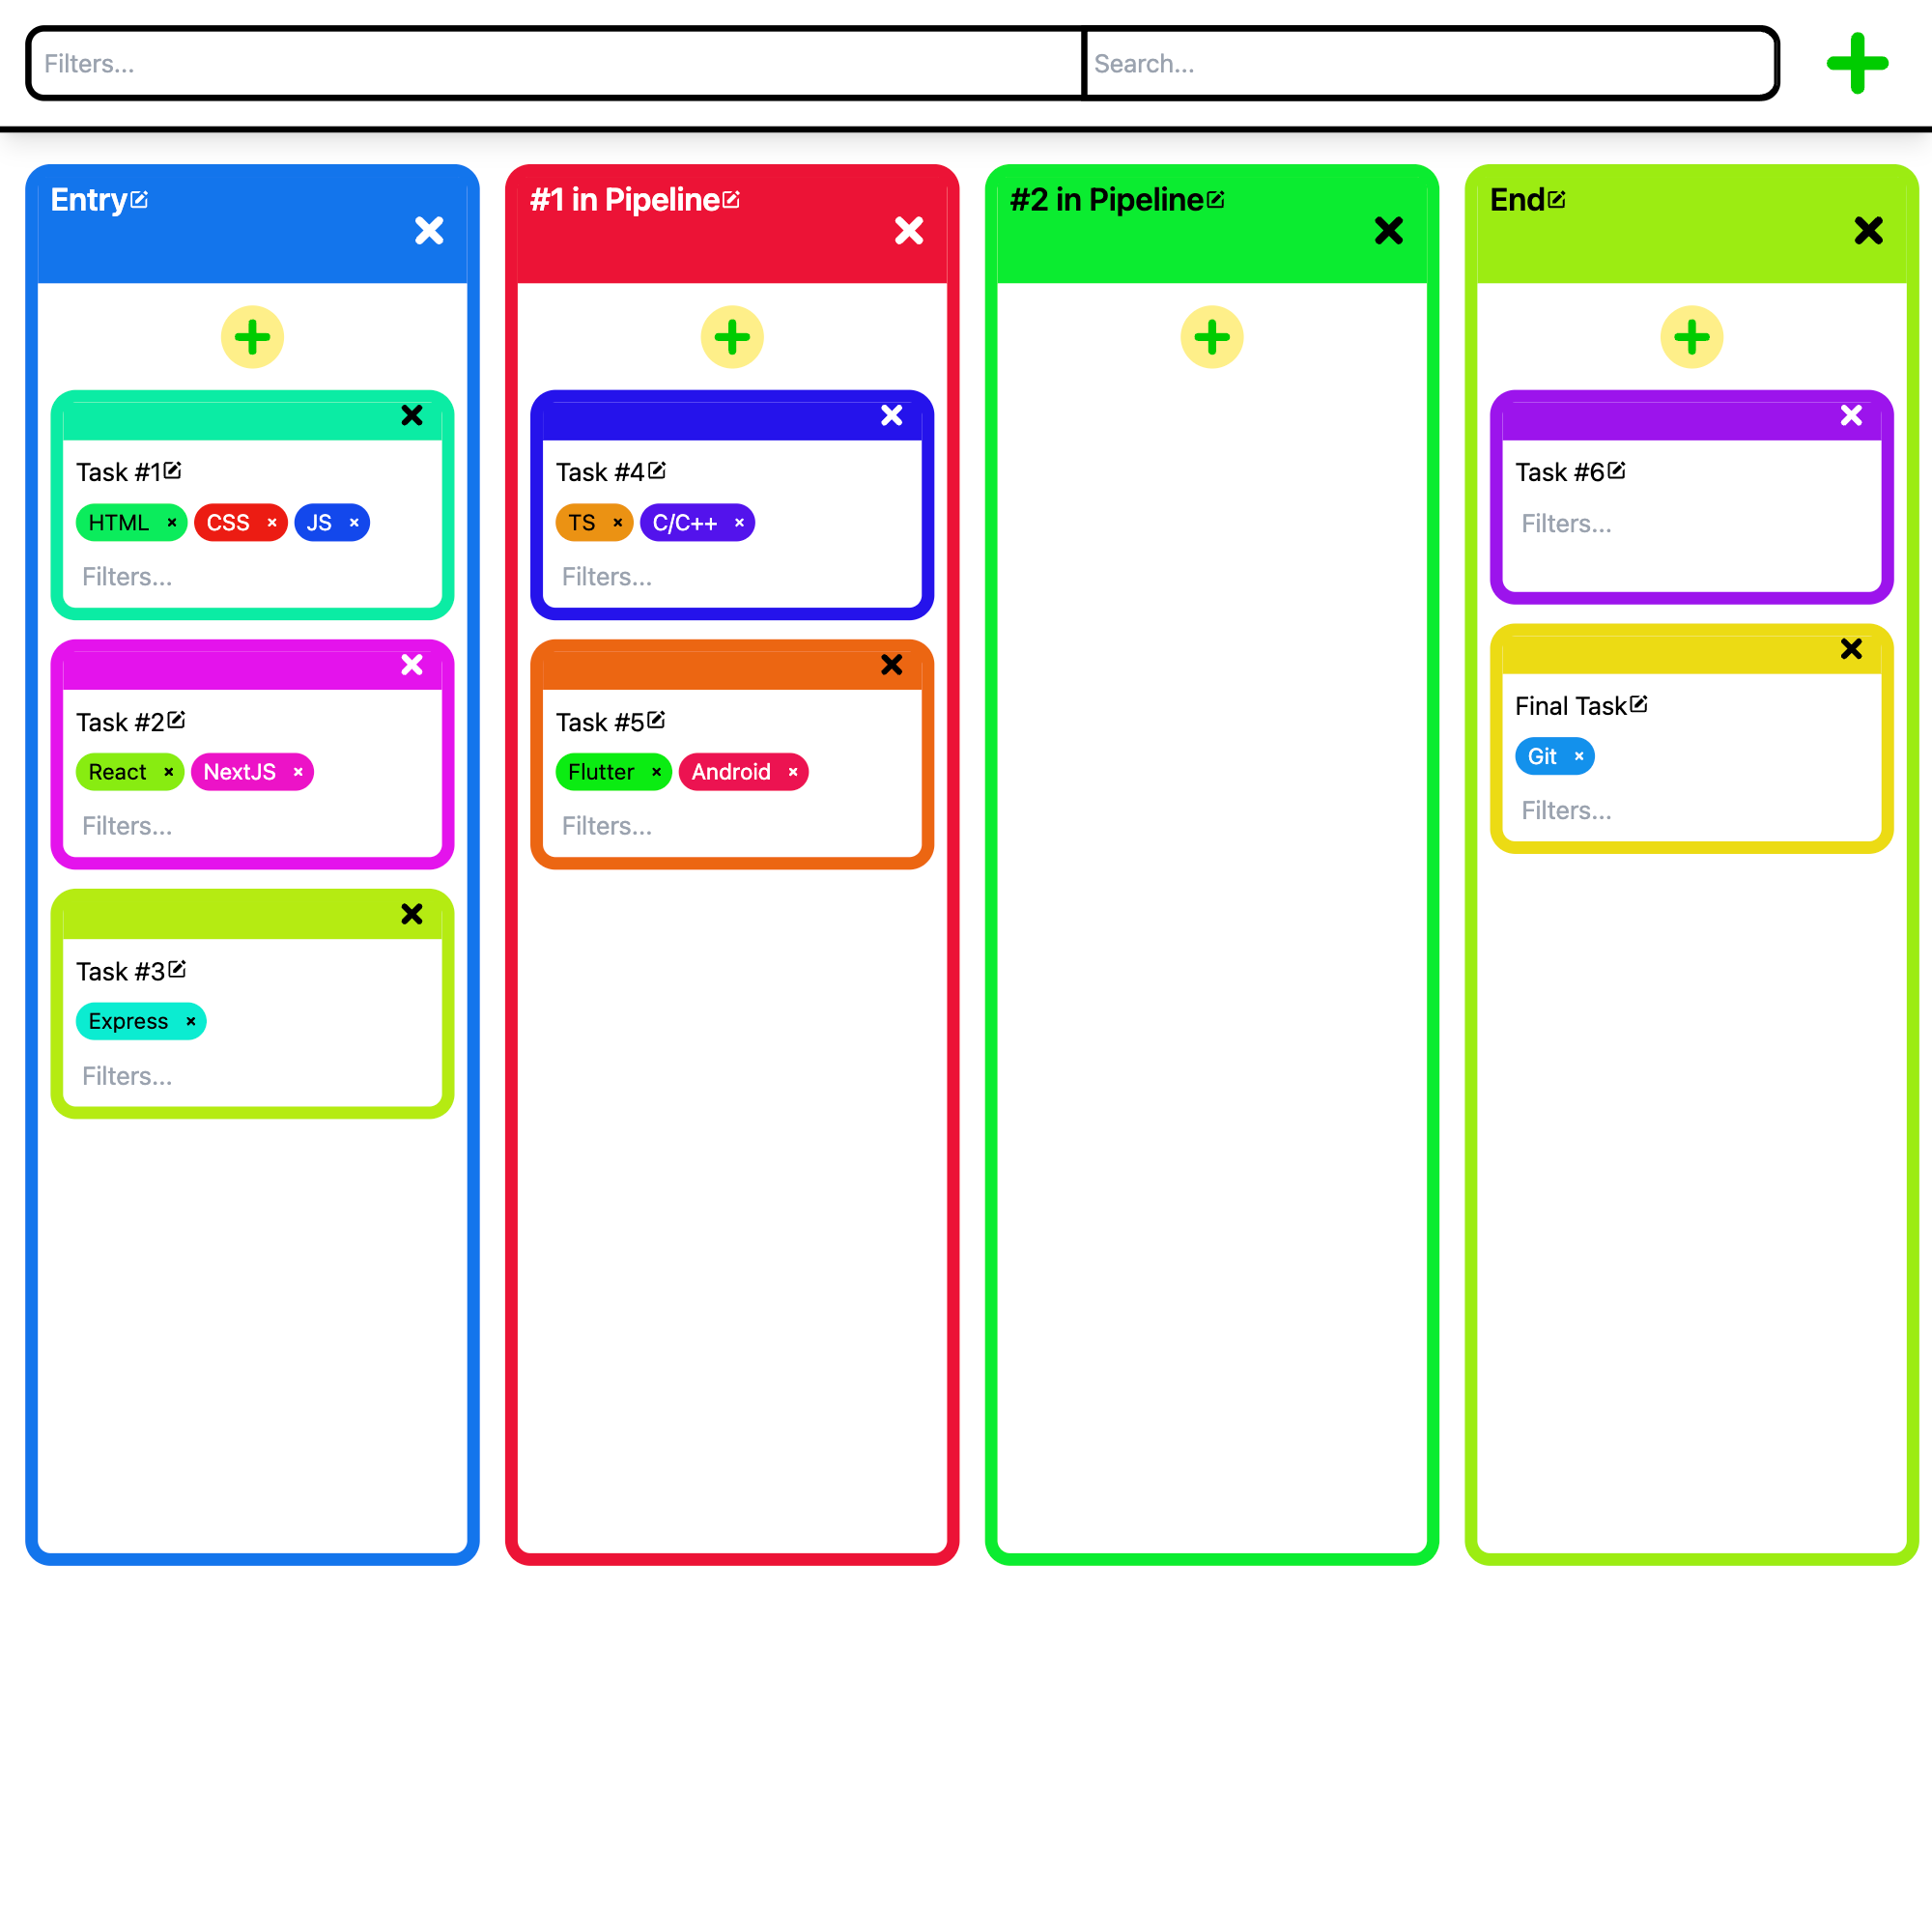 Filters...
Search...
Entry
Task #1
HTML × CSS × JS ×
Filters...
Task #2
React × NextJS ×
Filters...
Task #3
Express ×
Filters...
#1 in Pipeline
Task #4
TS × C/C++ ×
Filters...
Task #5
Flutter × Android ×
Filters...
#2 in Pipeline
End
Task #6
Filters...
Final Task
Git ×
Filters...